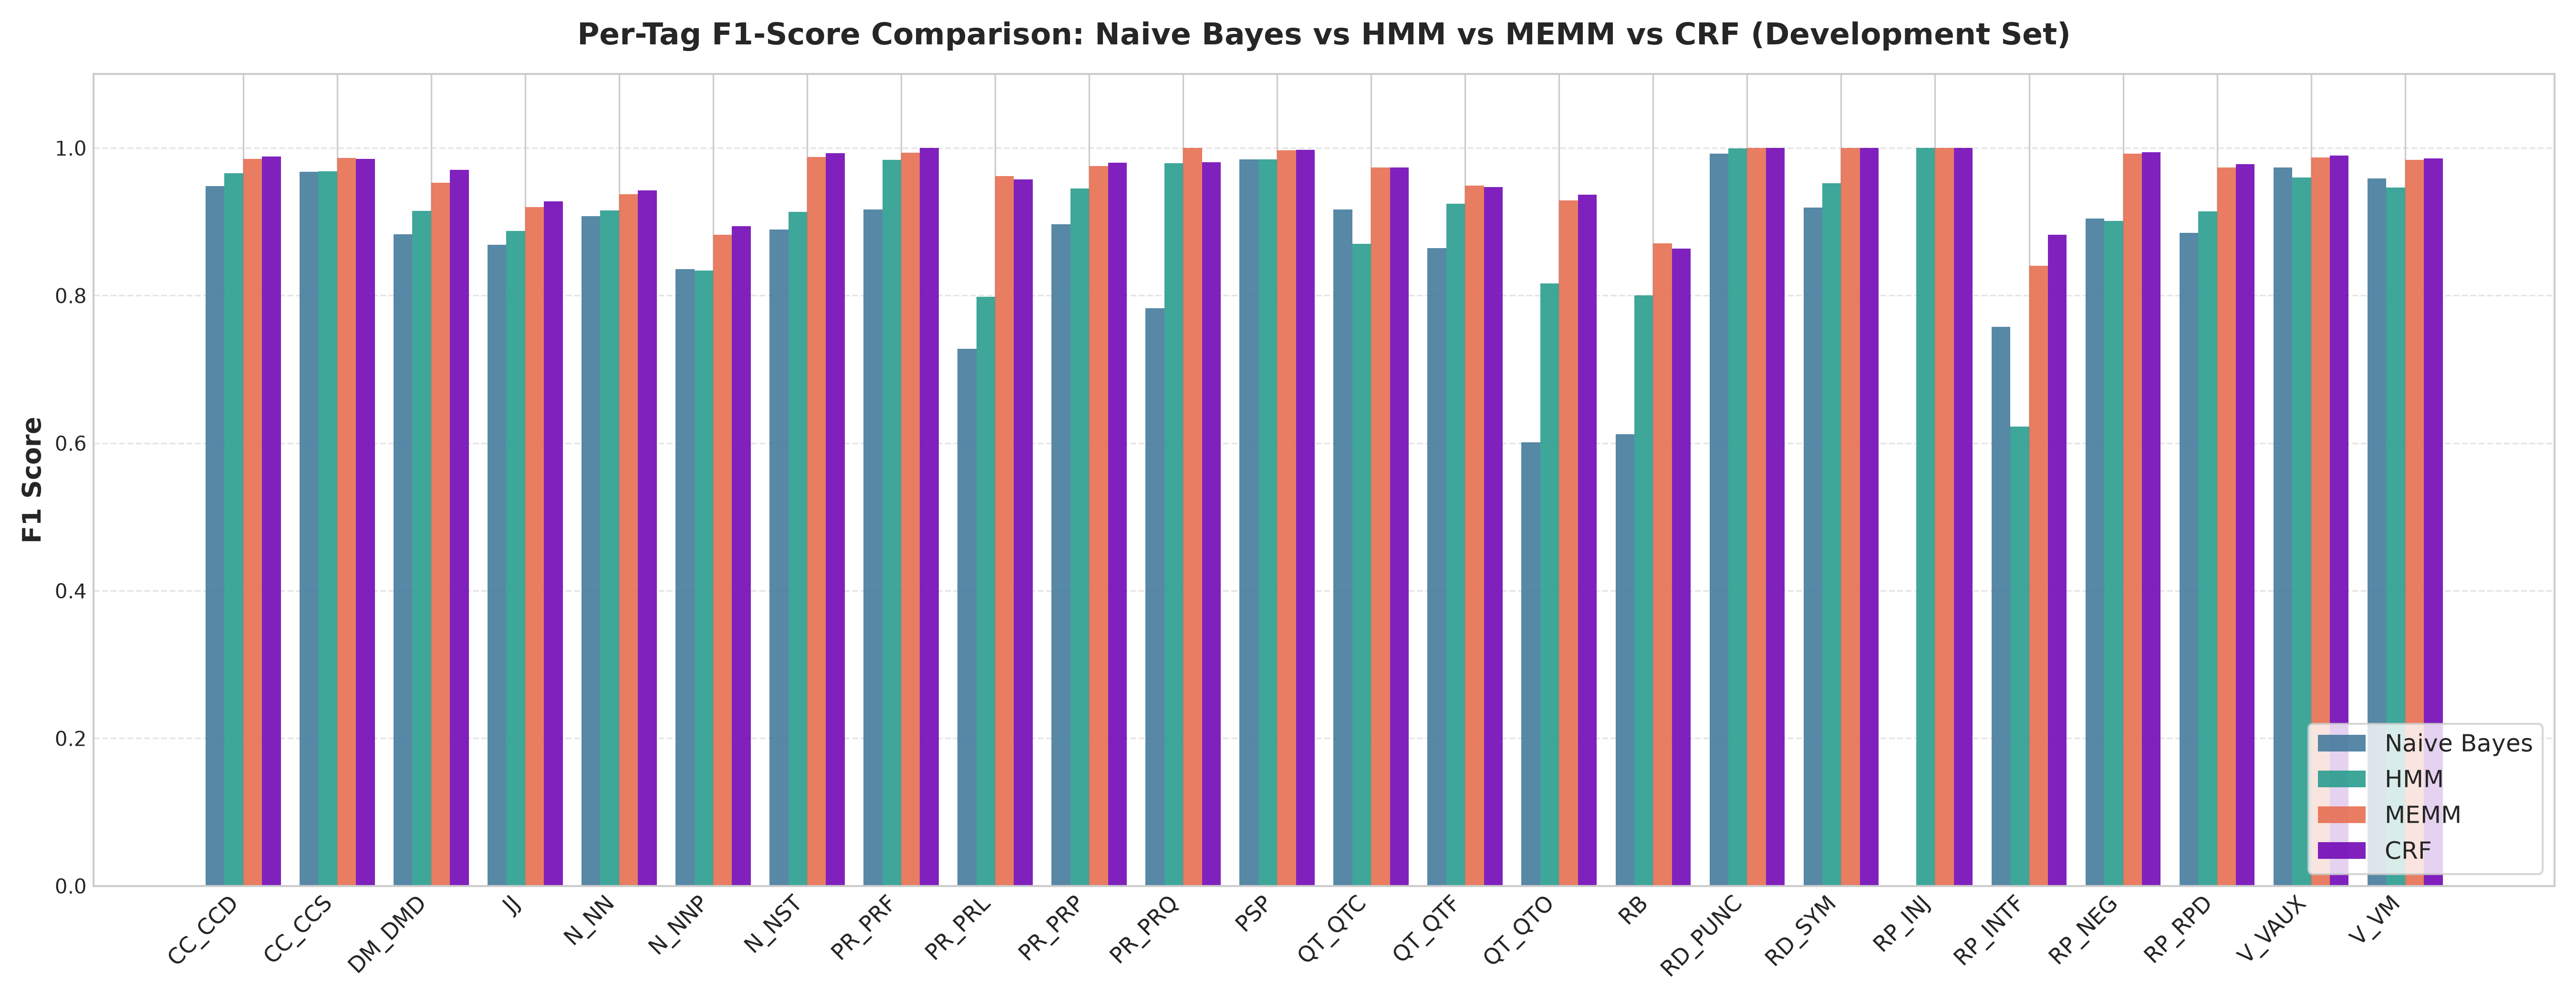 Per-Tag F1-Score Comparison: Naive Bayes vs HMM vs MEMM vs CRF (Development Set)
F1 Score
1.0
0.8
0.6
0.4
0.2
0.0
CC_CCD
CC_CCS
DM_DMD
JJ
N_NN
N_NNP
N_NST
PR_PRF
PR_PRL
PR_PRP
PR_PRQ
PSP
QT_QTC
QT_QTF
QT_QTO
RB
RD_PUNC
RD_SYM
RP_INJ
RP_INTF
RP_NEG
RP_RPD
V_VAUX
V_VM
Naive Bayes
HMM
MEMM
CRF